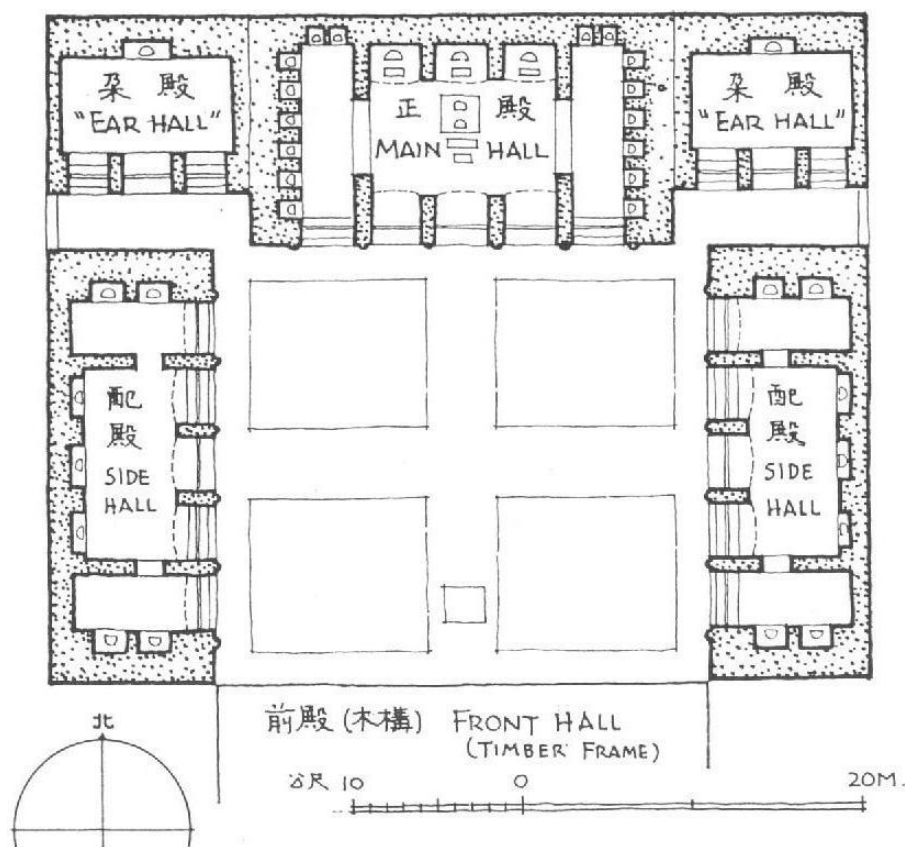 朶 殿
"EAR HALL"
正 殿
MAIN HALL
朶 殿
"EAR HALL"
配
殿
SIDE
HALL
配
殿
SIDE
HALL
前殿(木構) FRONT HALL
(TIMBER FRAME)
北
公尺 10 0 20M.